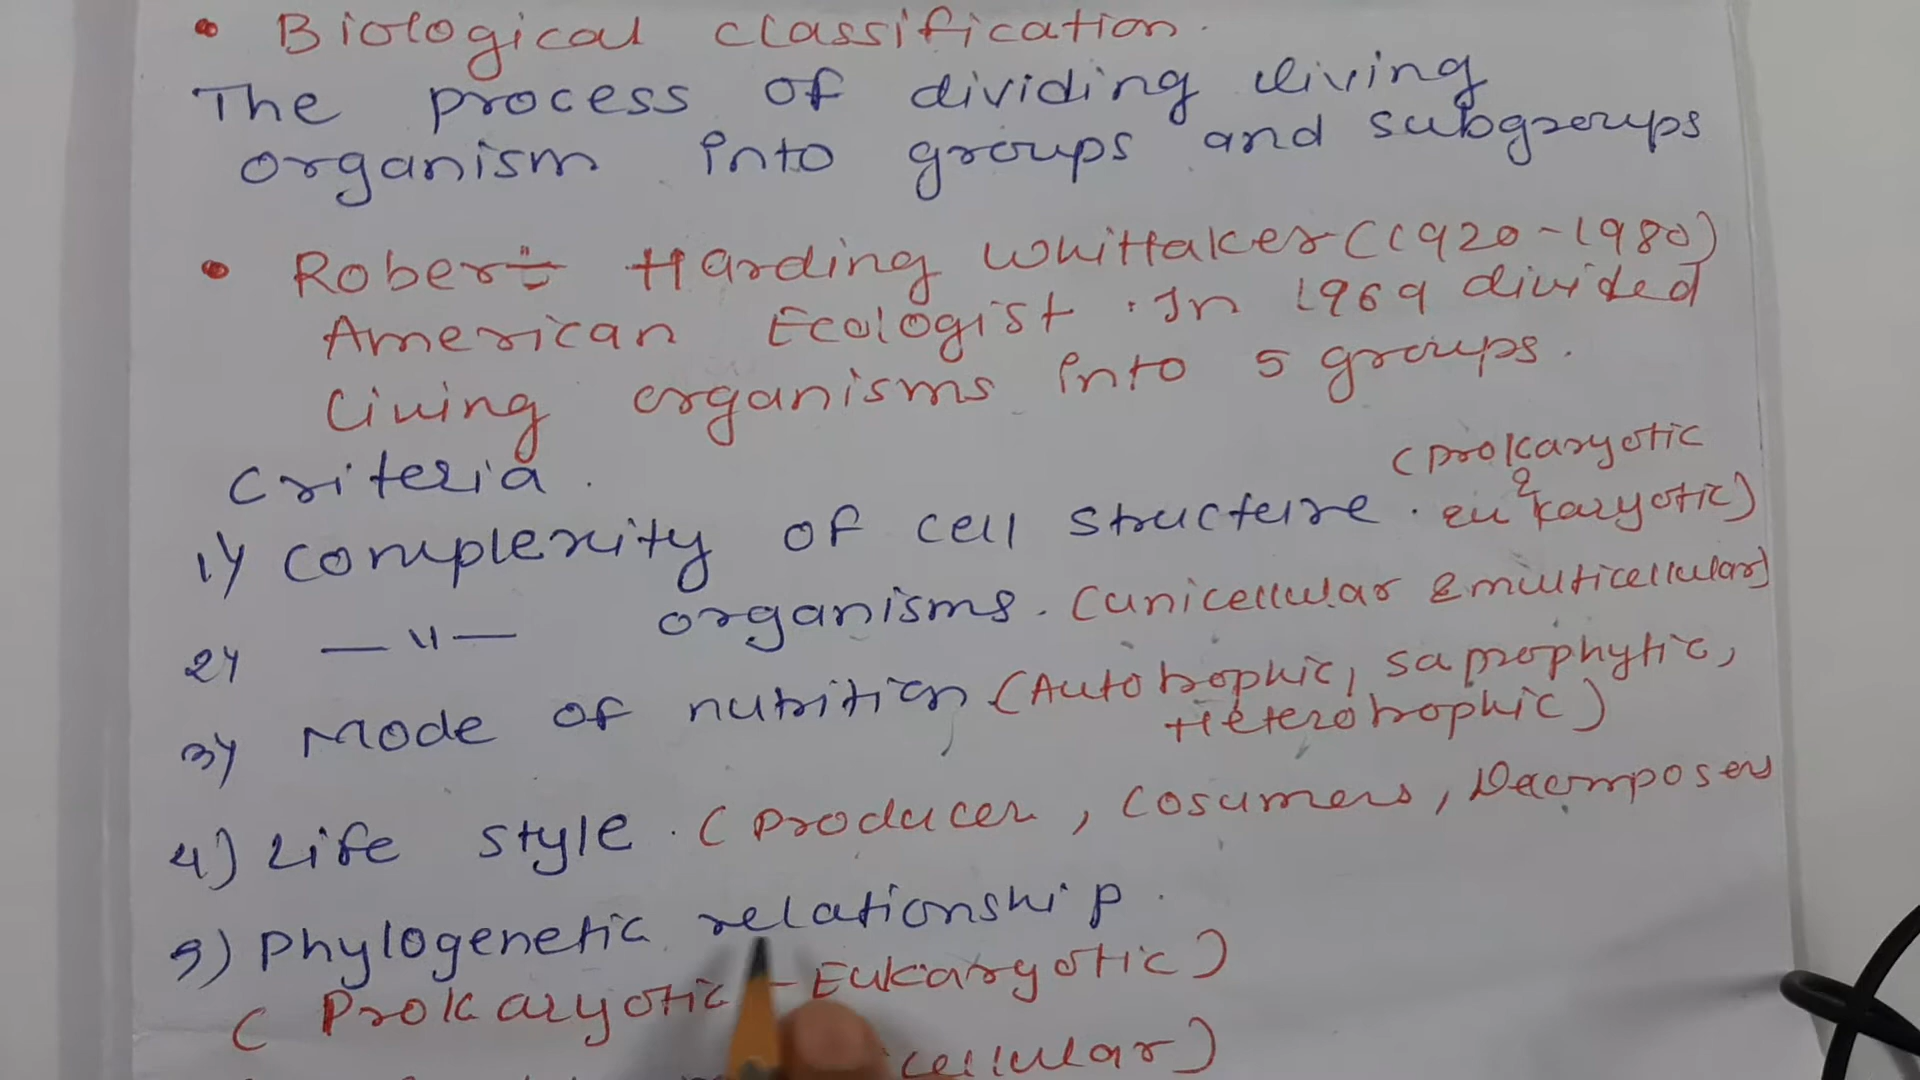 • Biological classification.
The process of dividing living
organism into groups and subgroups
• Robert Harding Whittaker (1920-1980)
American Ecologist. In 1969 divided
living organisms into 5 groups.
Criteria.
1) Complexity of cell structure. (prokaryotic & eukaryotic)
2) —"— organisms. (unicellular & multicellular)
3) Mode of nutrition (Autotrophic, saprophytic,
Heterotrophic)
4) Life style. (producer, cosumers, Decomposers
5) Phylogenetic relationship.
( Prokaryotic - Eukaryotic)
cellular)